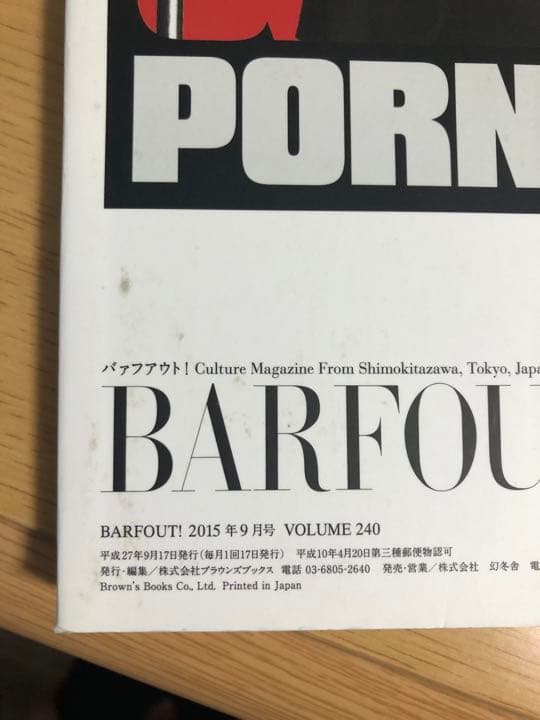 PORN
バァフアウト! Culture Magazine From Shimokitazawa, Tokyo, Japa
BARFOU
BARFOUT! 2015年9月号 VOLUME 240
平成27年9月17日発行(毎月1回17日発行) 平成10年4月20日第三種郵便物認可
発行・編集/株式会社ブラウンズブックス 電話 03-6805-2640 発売・営業/株式会社 幻冬舎
Brown's Books Co., Ltd. Printed in Japan